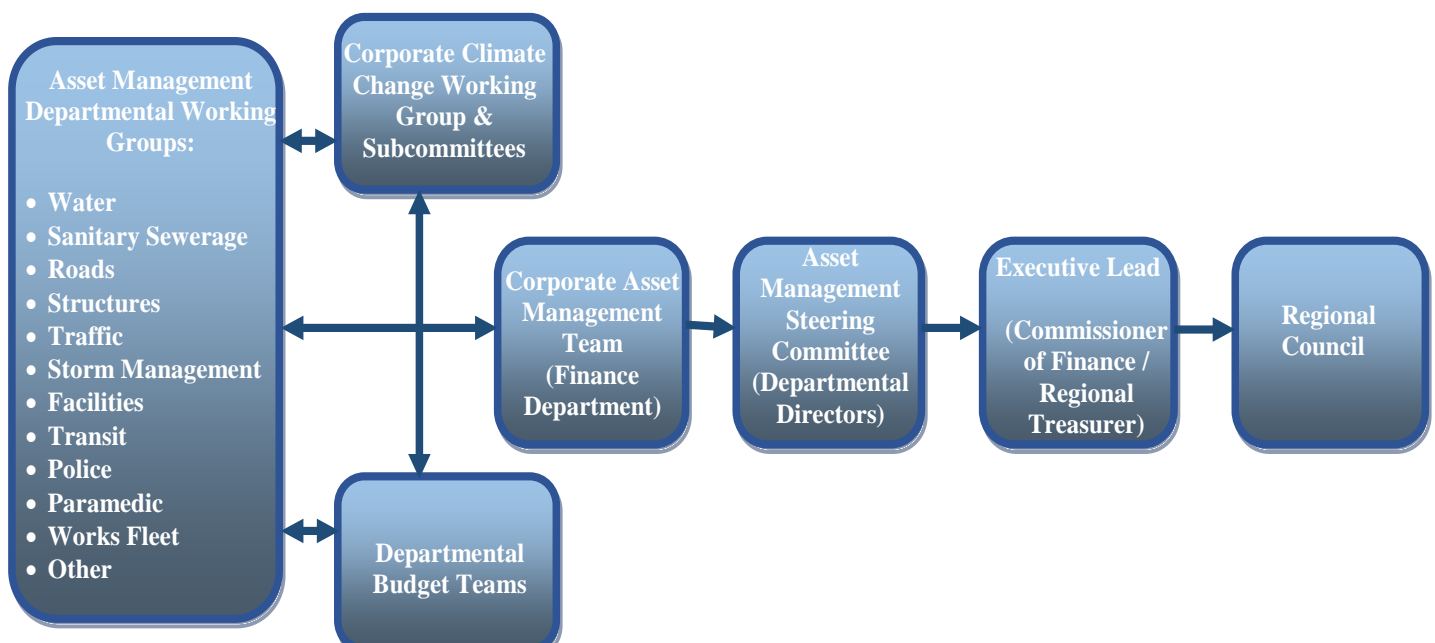 Asset Management
Departmental Working
Groups:
• Water
• Sanitary Sewerage
• Roads
• Structures
• Traffic
• Storm Management
• Facilities
• Transit
• Police
• Paramedic
• Works Fleet
• Other
Corporate Climate
Change Working
Group &
Subcommittees
Corporate Asset
Management
Team
(Finance
Department)
Asset
Management
Steering
Committee
(Departmental
Directors)
Executive Lead
(Commissioner
of Finance /
Regional
Treasurer)
Regional
Council
Departmental
Budget Teams